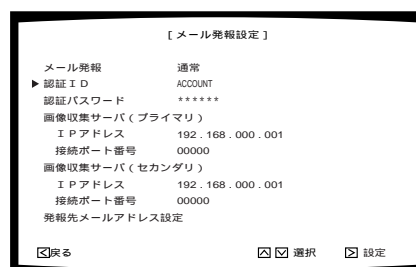 [ メール発報設定 ]
メール発報 通常
▶ 認証ＩＤ ACCOUNT
認証パスワード ******
画像収集サーバ ( プライマリ )
ＩＰアドレス 192 . 168 . 000 . 001
接続ポート番号 00000
画像収集サーバ ( セカンダリ )
ＩＰアドレス 192 . 168 . 000 . 001
接続ポート番号 00000
発報先メールアドレス設定
戻る 選択 設定